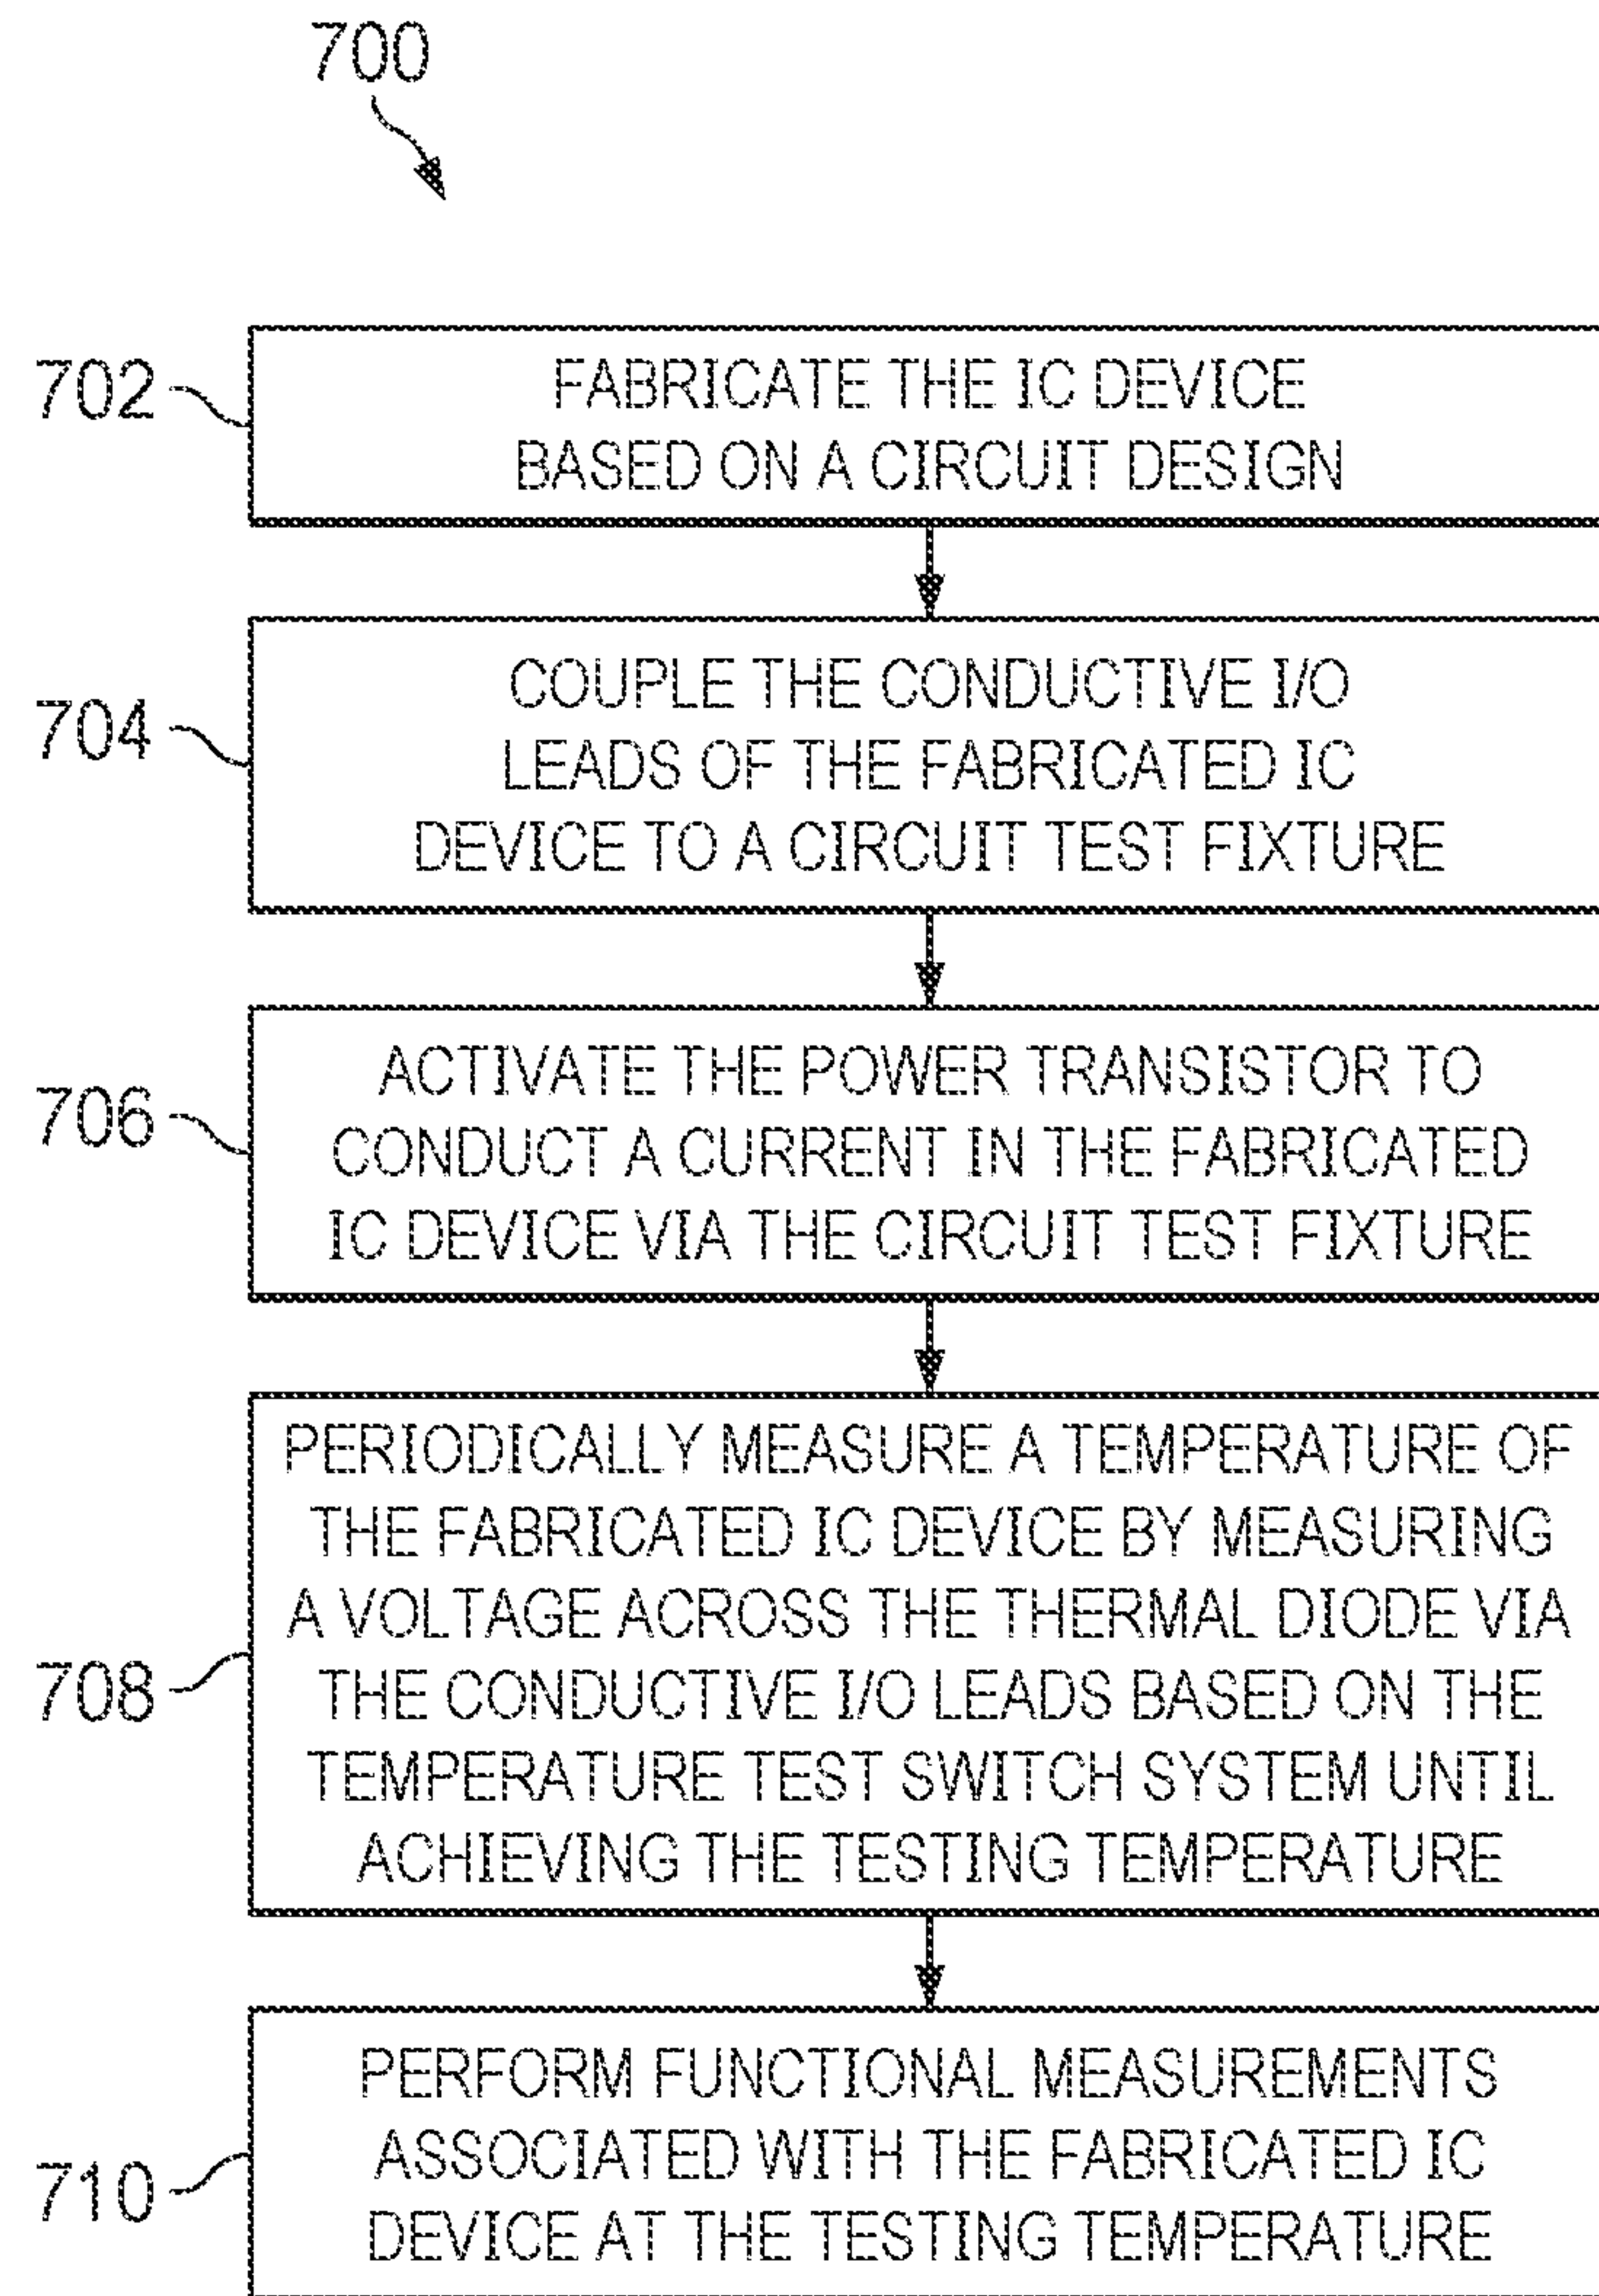 700
702
FABRICATE THE IC DEVICE
BASED ON A CIRCUIT DESIGN
704
COUPLE THE CONDUCTIVE I/O
LEADS OF THE FABRICATED IC
DEVICE TO A CIRCUIT TEST FIXTURE
706
ACTIVATE THE POWER TRANSISTOR TO
CONDUCT A CURRENT IN THE FABRICATED
IC DEVICE VIA THE CIRCUIT TEST FIXTURE
708
PERIODICALLY MEASURE A TEMPERATURE OF
THE FABRICATED IC DEVICE BY MEASURING
A VOLTAGE ACROSS THE THERMAL DIODE VIA
THE CONDUCTIVE I/O LEADS BASED ON THE
TEMPERATURE TEST SWITCH SYSTEM UNTIL
ACHIEVING THE TESTING TEMPERATURE
710
PERFORM FUNCTIONAL MEASUREMENTS
ASSOCIATED WITH THE FABRICATED IC
DEVICE AT THE TESTING TEMPERATURE